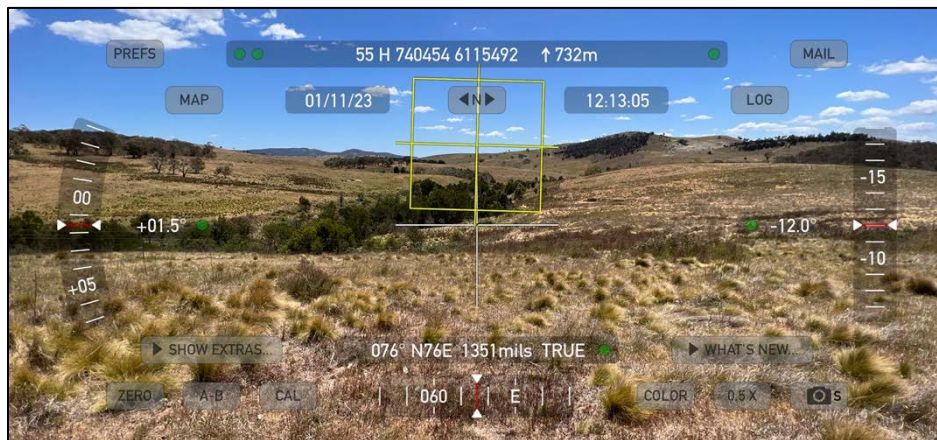 PREFS
55 H 740454 6115492 ↑ 732m
MAIL
MAP
01/11/23
◀N▶
12:13:05
LOG
-15
00
+01.5°
-12.0°
-10
+05
▶ SHOW EXTRAS...
076° N76E 1351mils TRUE
▶ WHAT'S NEW...
ZERO A-B CAL
060 E
COLOR 0.5 X S